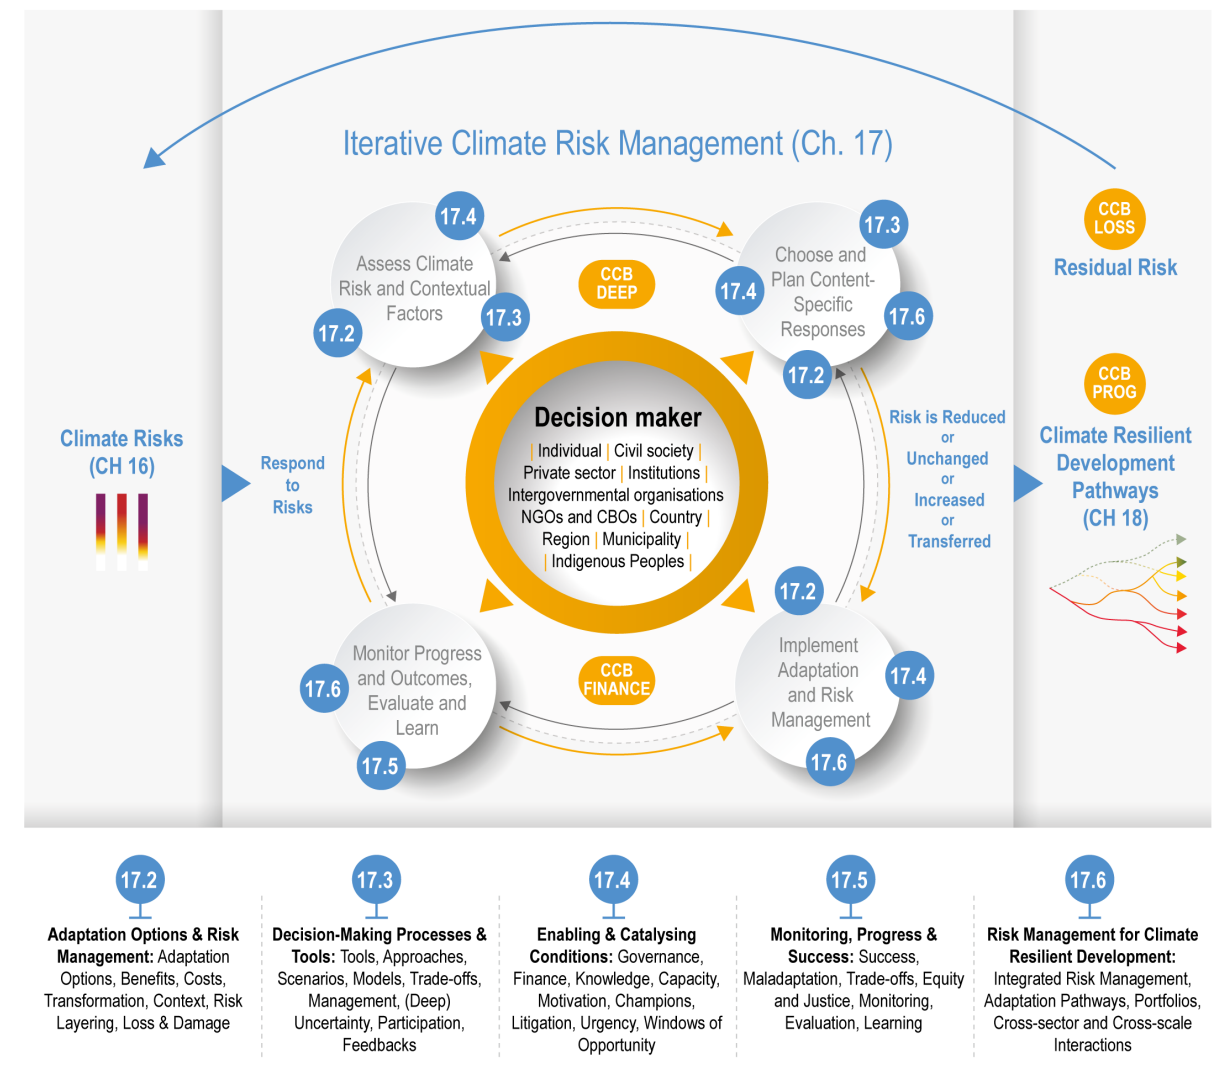 Iterative Climate Risk Management (Ch. 17)
Climate Risks
(CH 16)
Respond
to
Risks
17.4
Assess Climate
Risk and Contextual
Factors
17.3
17.2
CCB
DEEP
17.3
Choose and
Plan Content-
Specific
Responses
17.4
17.6
17.2
Decision maker
| Individual | Civil society |
Private sector | Institutions |
Intergovernmental organisations
NGOs and CBOs | Country |
Region | Municipality |
| Indigenous Peoples |
Monitor Progress
and Outcomes,
Evaluate and
Learn
17.6
17.5
CCB
FINANCE
17.2
Implement
Adaptation
and Risk
Management
17.4
17.6
Risk is Reduced
or
Unchanged
or
Increased
or
Transferred
CCB
LOSS
Residual Risk
CCB
PROG
Climate Resilient
Development
Pathways
(CH 18)
17.2
Adaptation Options & Risk
Management: Adaptation
Options, Benefits, Costs,
Transformation, Context, Risk
Layering, Loss & Damage
17.3
Decision-Making Processes &
Tools: Tools, Approaches,
Scenarios, Models, Trade-offs,
Management, (Deep)
Uncertainty, Participation,
Feedbacks
17.4
Enabling & Catalysing
Conditions: Governance,
Finance, Knowledge, Capacity,
Motivation, Champions,
Litigation, Urgency, Windows of
Opportunity
17.5
Monitoring, Progress &
Success: Success,
Maladaptation, Trade-offs, Equity
and Justice, Monitoring,
Evaluation, Learning
17.6
Risk Management for Climate
Resilient Development:
Integrated Risk Management,
Adaptation Pathways, Portfolios,
Cross-sector and Cross-scale
Interactions